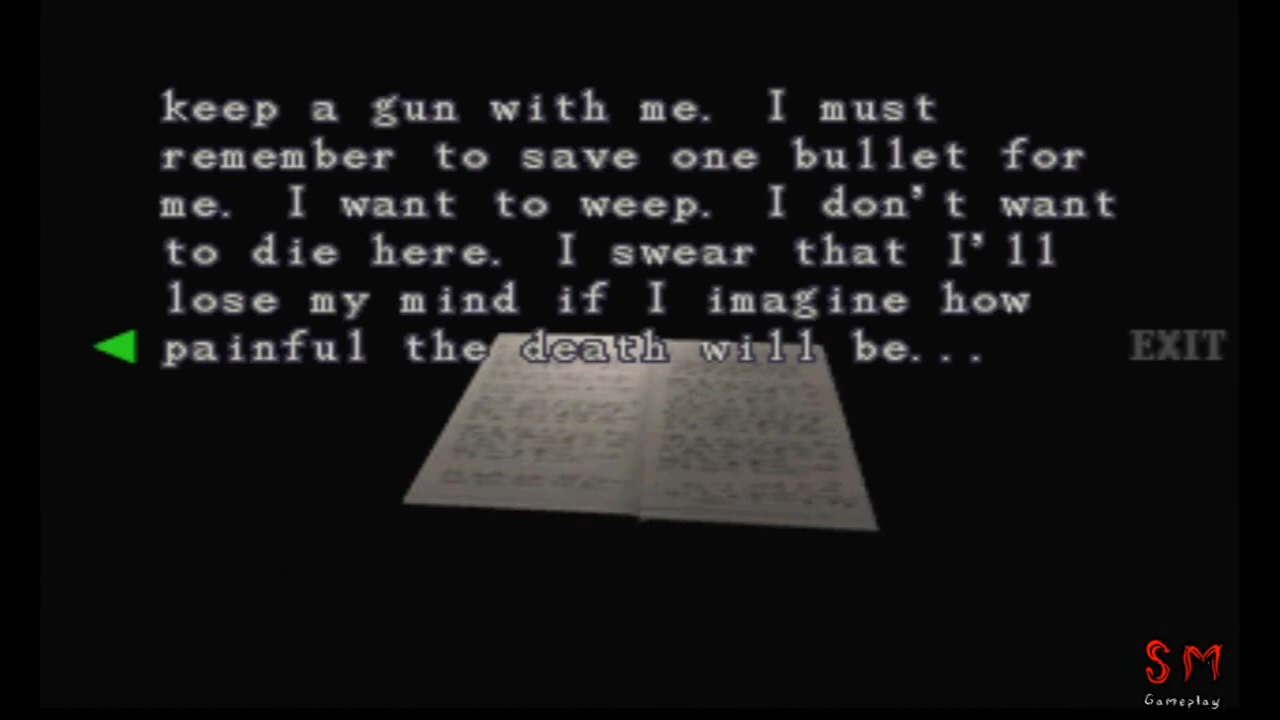 keep a gun with me. I must
remember to save one bullet for
me. I want to weep. I don't want
to die here. I swear that I'll
lose my mind if I imagine how
painful the death will be...
EXIT
SM
Gameplay